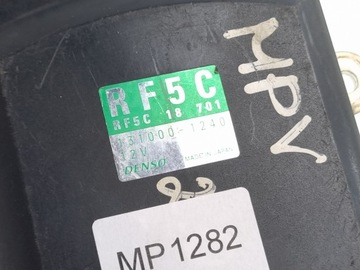 RF5C
RF5C 18 701
131000-1240
12V
DENSO MADE IN JAPAN
MPV
MP1282